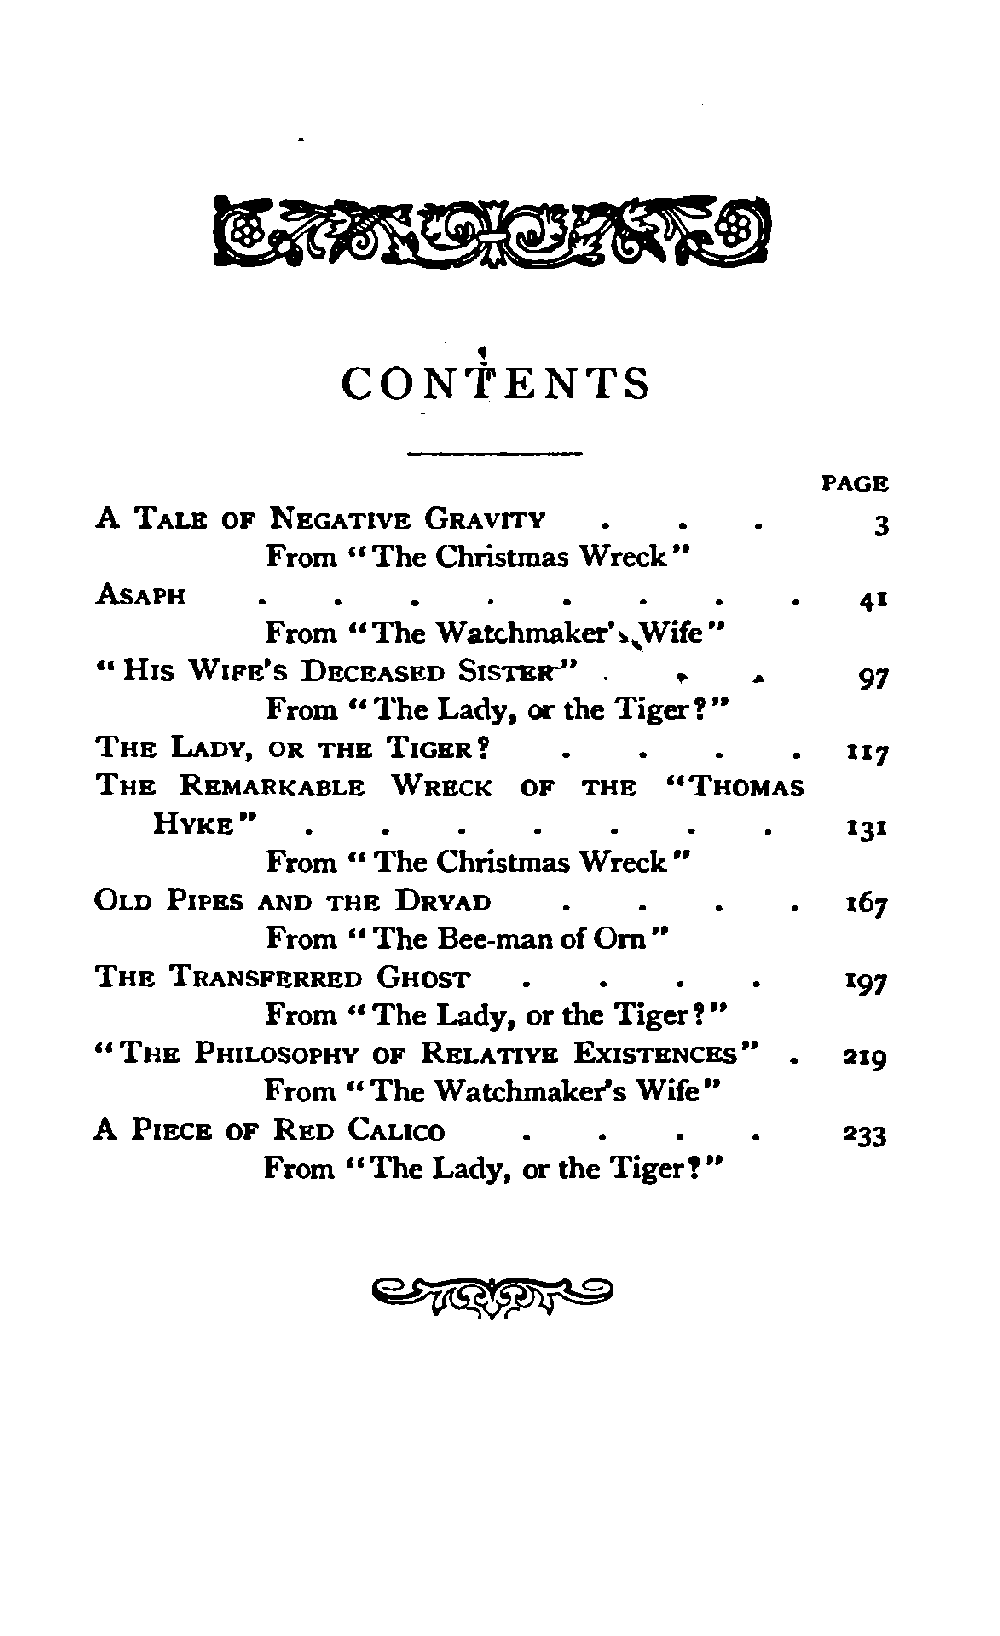 CONTENTS
PAGE
A TALE OF NEGATIVE GRAVITY . . . 3
From "The Christmas Wreck"
ASAPH . . . . . . . . 41
From "The Watchmaker's Wife"
"HIS WIFE'S DECEASED SISTER" . . . 97
From "The Lady, or the Tiger?"
THE LADY, OR THE TIGER? . . . . 117
THE REMARKABLE WRECK OF THE "THOMAS
HYKE" . . . . . . . 131
From "The Christmas Wreck"
OLD PIPES AND THE DRYAD . . . . 167
From "The Bee-man of Orn"
THE TRANSFERRED GHOST . . . . 197
From "The Lady, or the Tiger?"
"THE PHILOSOPHY OF RELATIVE EXISTENCES" . 219
From "The Watchmaker's Wife"
A PIECE OF RED CALICO . . . . 233
From "The Lady, or the Tiger?"